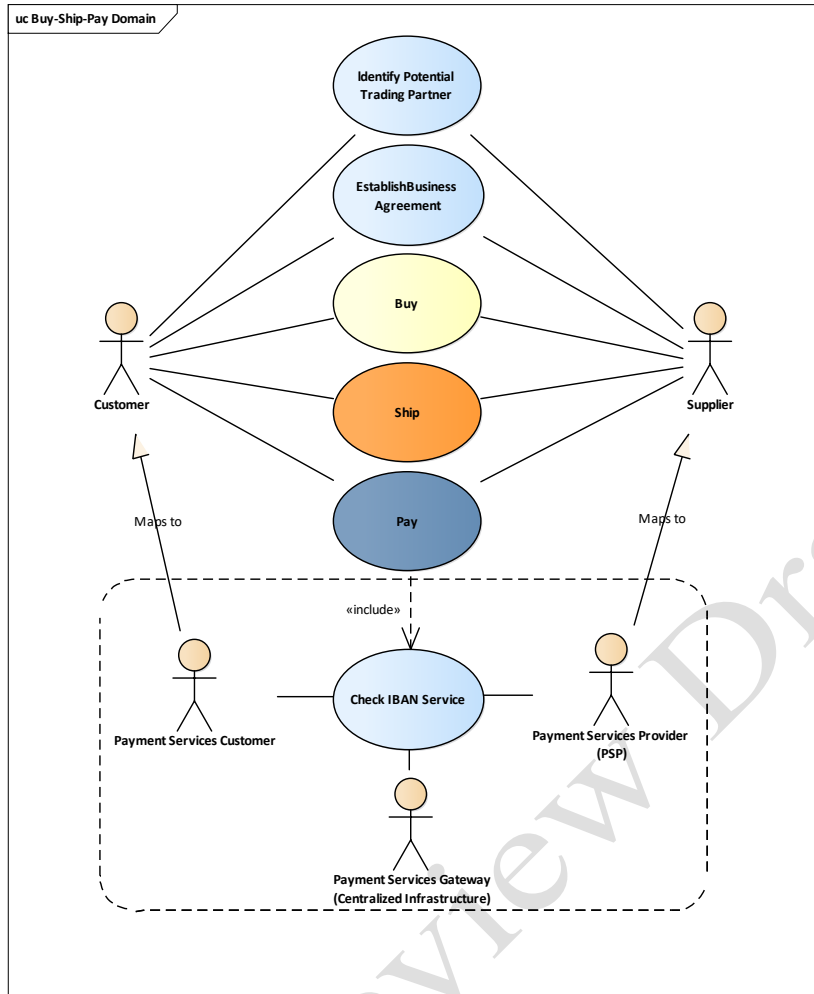 uc Buy-Ship-Pay Domain
Identify Potential
Trading Partner
EstablishBusiness
Agreement
Buy
Customer
Supplier
Ship
Pay
Maps to
Maps to
«include»
Check IBAN Service
Payment Services Customer
Payment Services Provider
(PSP)
Payment Services Gateway
(Centralized Infrastructure)